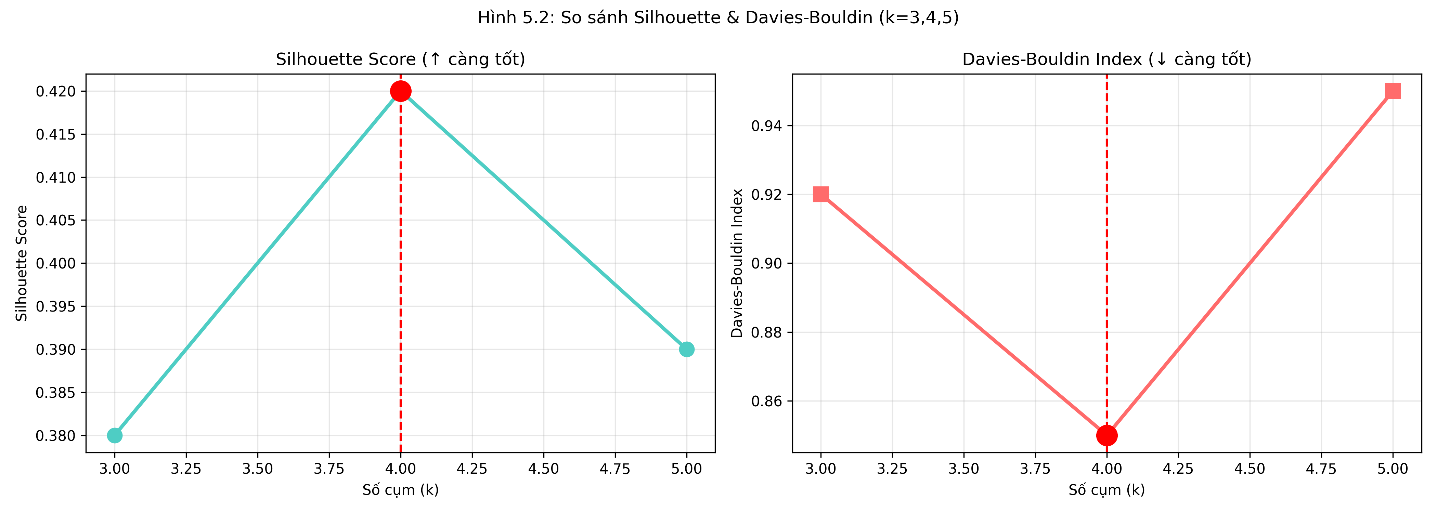 Hình 5.2: So sánh Silhouette & Davies-Bouldin (k=3,4,5)
Silhouette Score (↑ càng tốt)
Silhouette Score
0.420
0.415
0.410
0.405
0.400
0.395
0.390
0.385
0.380
3.00 3.25 3.50 3.75 4.00 4.25 4.50 4.75 5.00
Số cụm (k)
Davies-Bouldin Index (↓ càng tốt)
Davies-Bouldin Index
0.94
0.92
0.90
0.88
0.86
3.00 3.25 3.50 3.75 4.00 4.25 4.50 4.75 5.00
Số cụm (k)